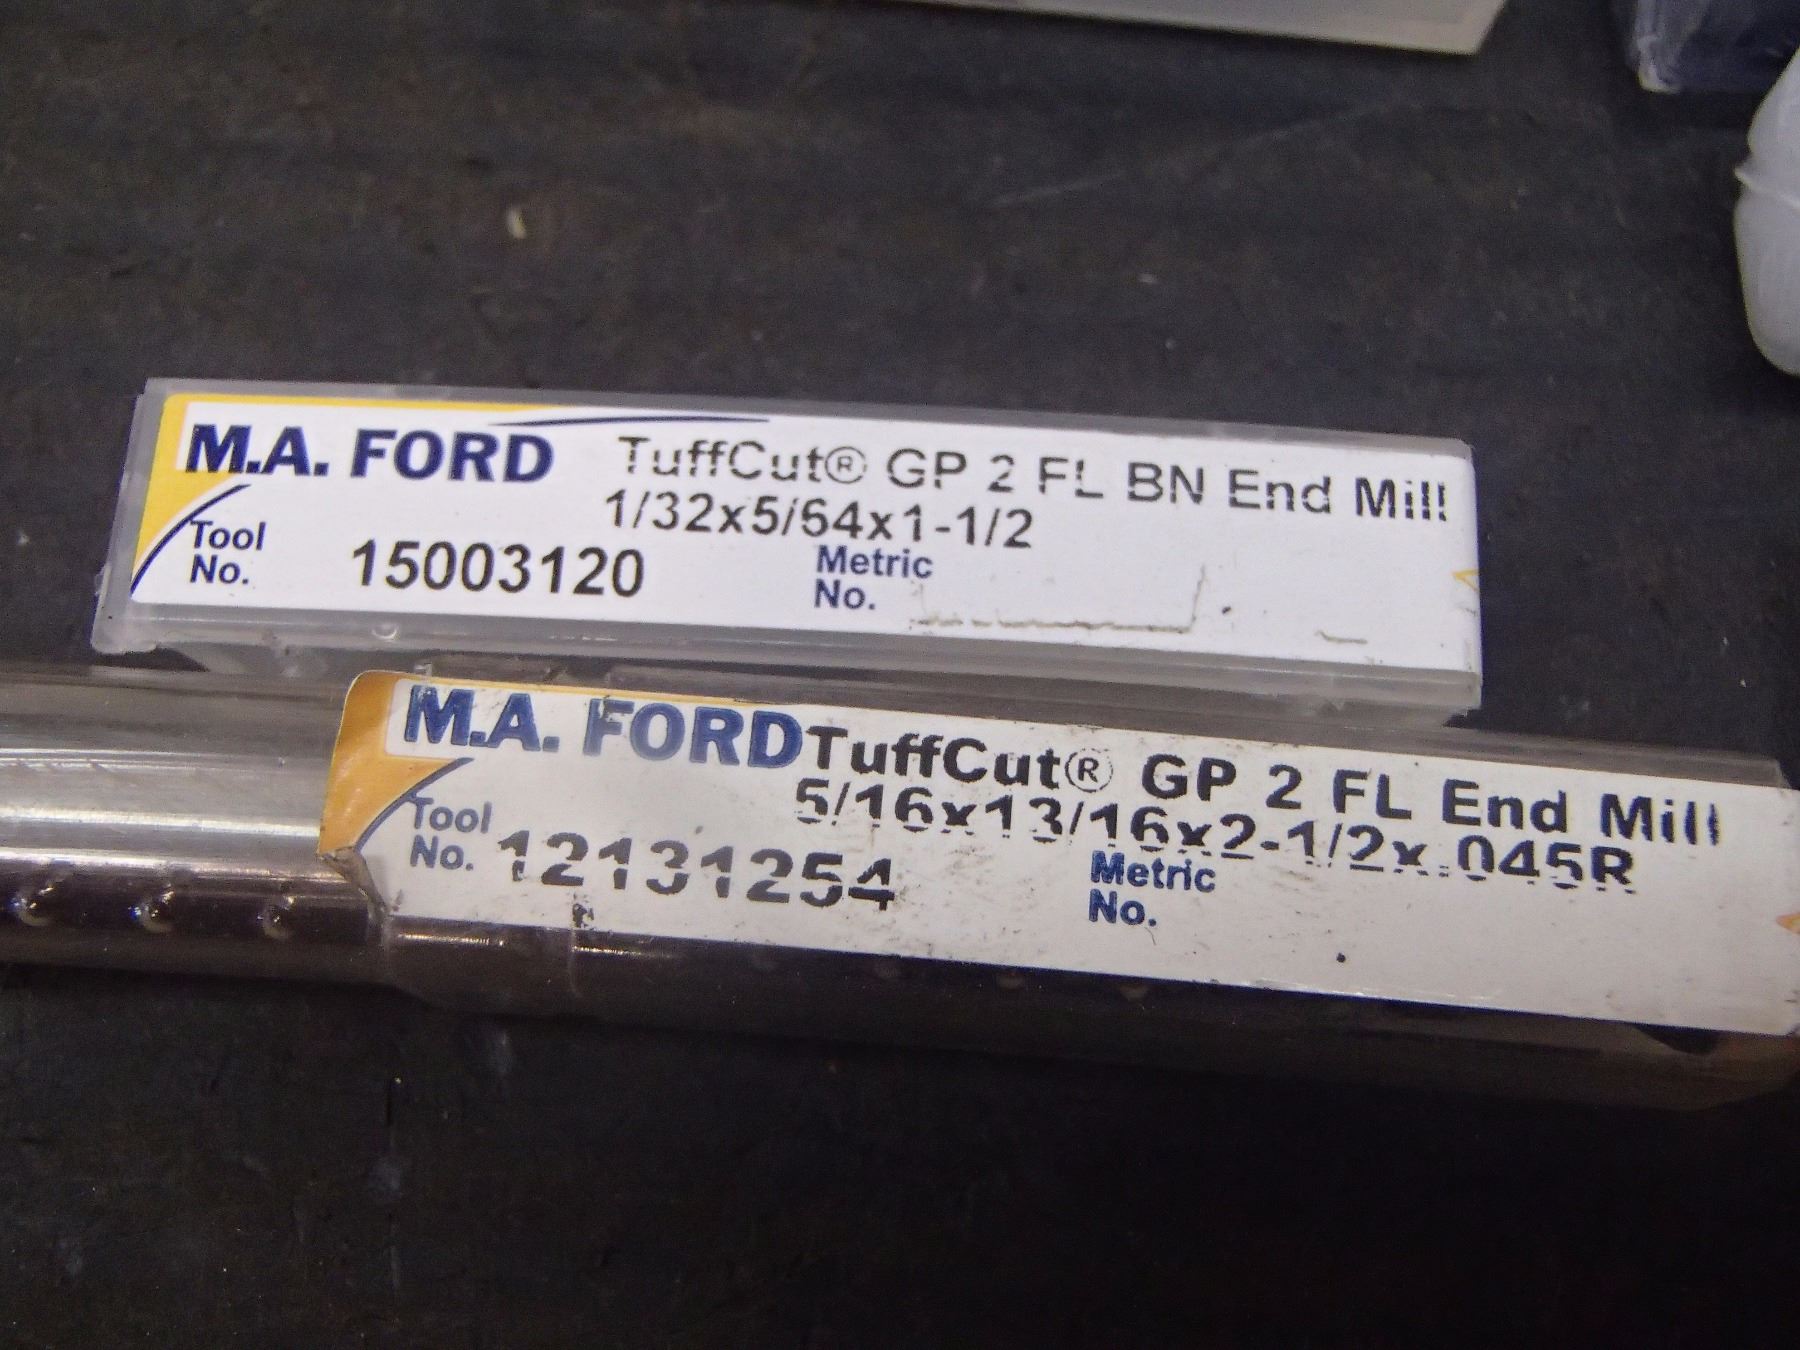 M.A. FORD TuffCut® GP 2 FL BN End Mill
1/32x5/64x1-1/2
Tool No. 15003120 Metric No.
M.A. FORD TuffCut® GP 2 FL End Mill
5/16x13/16x2-1/2x.045R
Tool No. 12131254 Metric No.